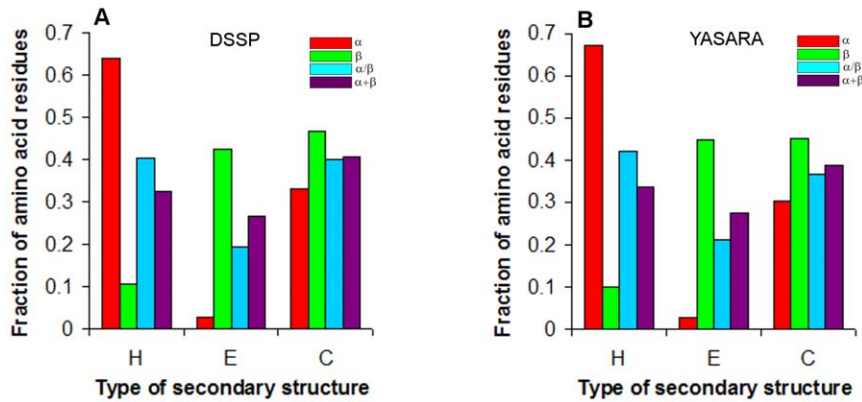 A
DSSP
α
β
α/β
α+β
Fraction of amino acid residues
0.7
0.6
0.5
0.4
0.3
0.2
0.1
0
H E C
Type of secondary structure
B
YASARA
α
β
α/β
α+β
Fraction of amino acid residues
0.7
0.6
0.5
0.4
0.3
0.2
0.1
0
H E C
Type of secondary structure